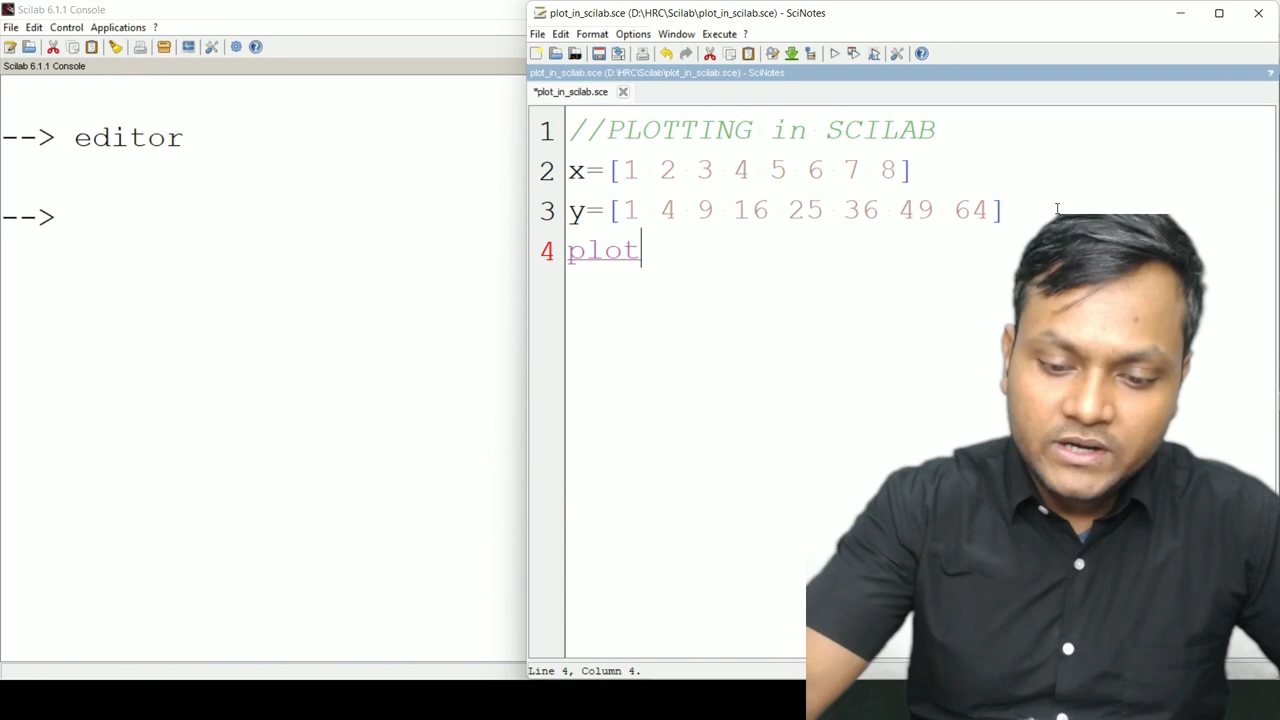 Scilab 6.1.1 Console
File Edit Control Applications ?
Scilab 6.1.1 Console
--> editor
-->
plot_in_scilab.sce (D:\HRC\Scilab\plot_in_scilab.sce) - SciNotes
File Edit Format Options Window Execute ?
plot_in_scilab.sce (D:\HRC\Scilab\plot_in_scilab.sce) - SciNotes ?
*plot_in_scilab.sce
1 //PLOTTING in SCILAB
2 x=[1 2 3 4 5 6 7 8]
3 y=[1 4 9 16 25 36 49 64]
4 plot
Line 4, Column 4.